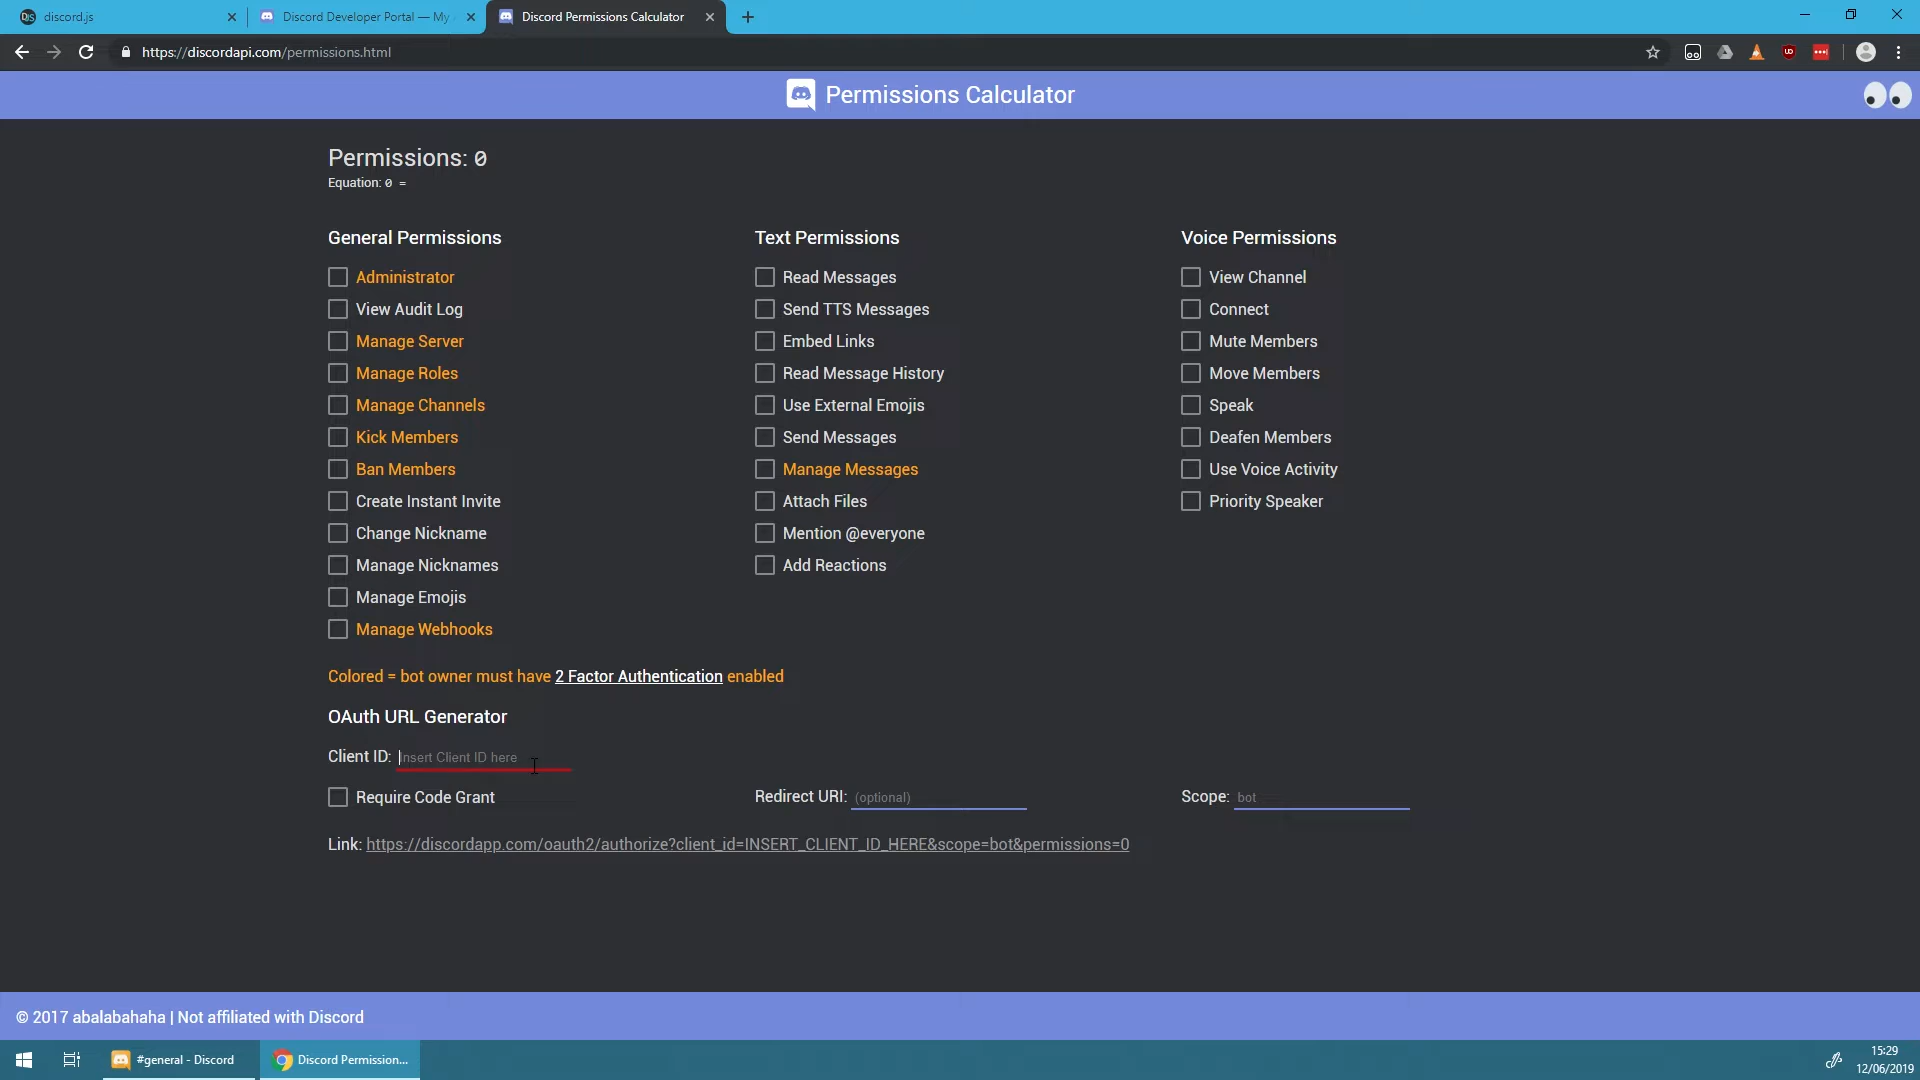 discord.js
Discord Developer Portal — My
Discord Permissions Calculator
https://discordapi.com/permissions.html
Permissions Calculator
Permissions: 0
Equation: 0 =
General Permissions
Administrator
View Audit Log
Manage Server
Manage Roles
Manage Channels
Kick Members
Ban Members
Create Instant Invite
Change Nickname
Manage Nicknames
Manage Emojis
Manage Webhooks
Text Permissions
Read Messages
Send TTS Messages
Embed Links
Read Message History
Use External Emojis
Send Messages
Manage Messages
Attach Files
Mention @everyone
Add Reactions
Voice Permissions
View Channel
Connect
Mute Members
Move Members
Speak
Deafen Members
Use Voice Activity
Priority Speaker
Colored = bot owner must have 2 Factor Authentication enabled
OAuth URL Generator
Client ID: Insert Client ID here
Require Code Grant
Redirect URI: (optional)
Scope: bot
Link: https://discordapp.com/oauth2/authorize?client_id=INSERT_CLIENT_ID_HERE&scope=bot&permissions=0
© 2017 abalabahaha | Not affiliated with Discord
#general - Discord
Discord Permission...
15:29
12/06/2019